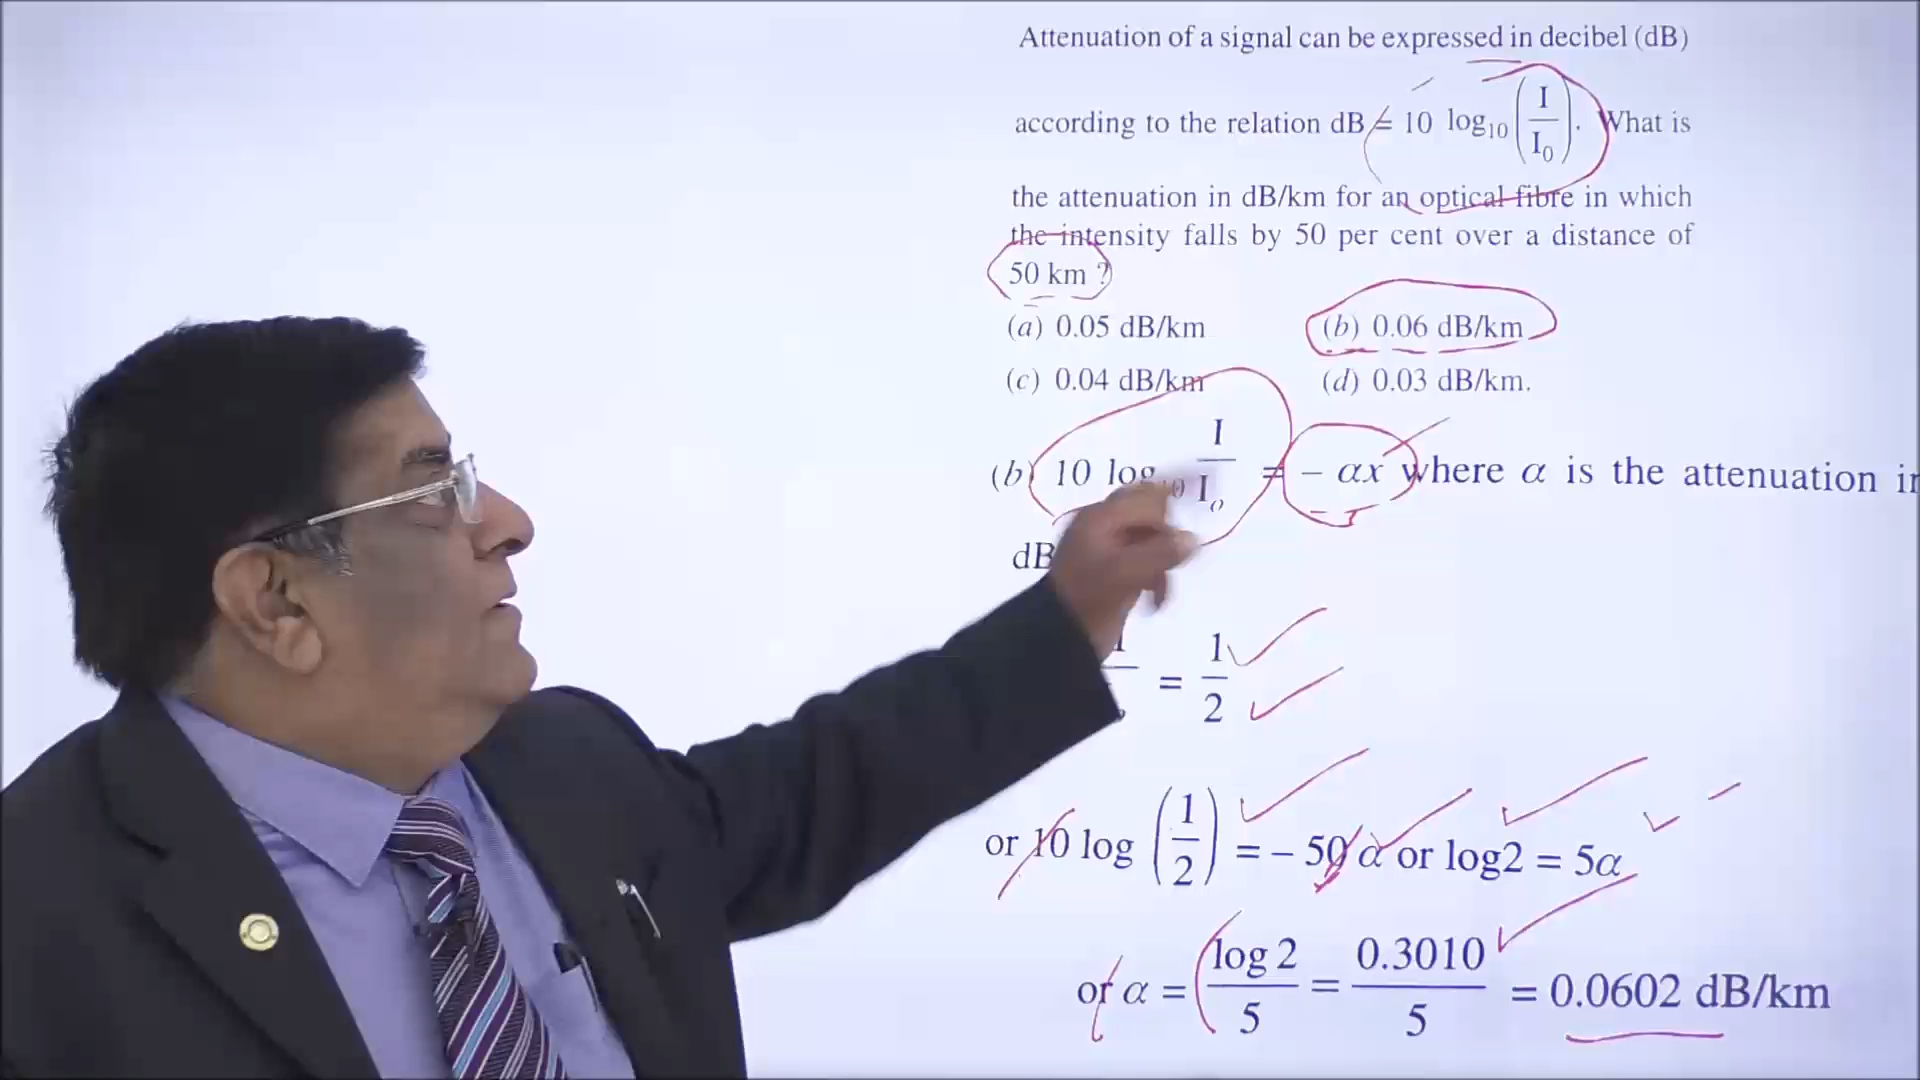 Attenuation of a signal can be expressed in decibel (dB)
according to the relation dB = 10 log₁₀ (I/I₀). What is
the attenuation in dB/km for an optical fibre in which
the intensity falls by 50 per cent over a distance of
50 km ?
(a) 0.05 dB/km (b) 0.06 dB/km
(c) 0.04 dB/km (d) 0.03 dB/km.
(b) 10 log₁₀ I/Iₒ = – αx where α is the attenuation in
dB
= 1/2
or 10 log (1/2) = – 50 α or log2 = 5α
or α = log 2/5 = 0.3010/5 = 0.0602 dB/km